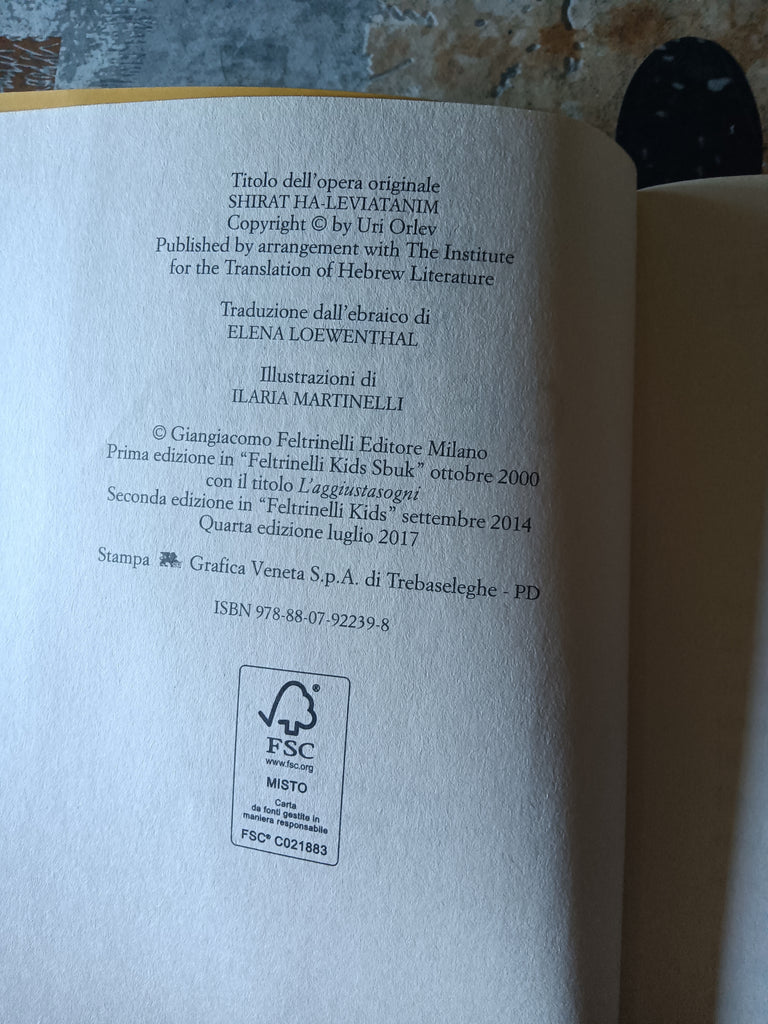 Titolo dell'opera originale
SHIRAT HA-LEVIATANIM
Copyright © by Uri Orlev
Published by arrangement with The Institute
for the Translation of Hebrew Literature
Traduzione dall'ebraico di
ELENA LOEWENTHAL
Illustrazioni di
ILARIA MARTINELLI
© Giangiacomo Feltrinelli Editore Milano
Prima edizione in “Feltrinelli Kids Sbuk” ottobre 2000
con il titolo L'aggiustasogni
Seconda edizione in “Feltrinelli Kids” settembre 2014
Quarta edizione luglio 2017
Stampa Grafica Veneta S.p.A. di Trebaseleghe - PD
ISBN 978-88-07-92239-8
®
FSC
www.fsc.org
MISTO
Carta
da fonti gestite in
maniera responsabile
FSC® C021883